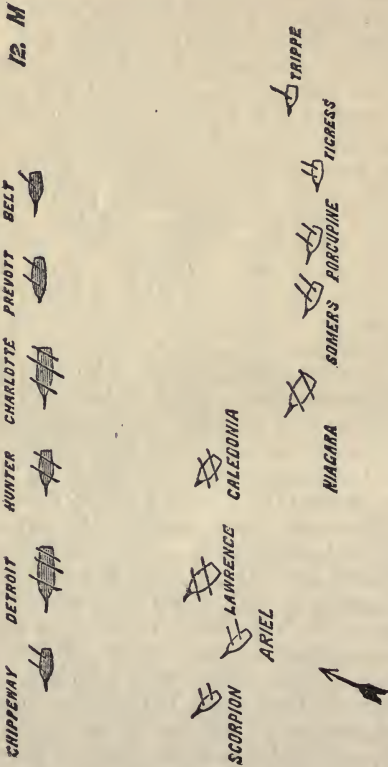 12. M
CHIPPEWAY
DETROIT
HUNTER
CHARLOTTE
PREVOTT
BELT
SCORPION
ARIEL
LAWRENCE
CALEDONIA
NIAGARA
SOMERS
PORCUPINE
TIGRESS
TRIPPE